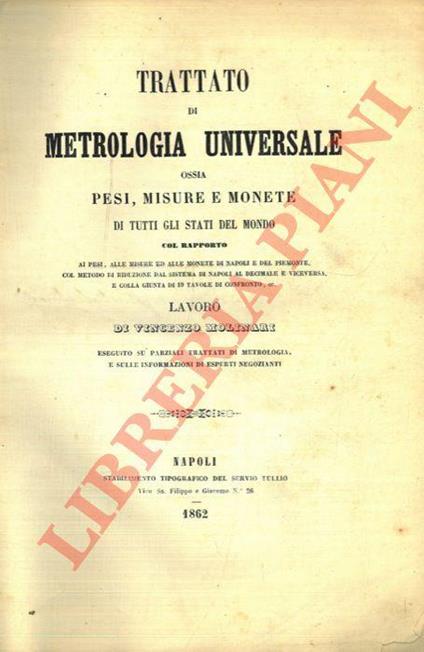 TRATTATO
DI
METROLOGIA UNIVERSALE
OSSIA
PESI, MISURE E MONETE
DI TUTTI GLI STATI DEL MONDO
COL RAPPORTO
AI PESI, ALLE MISURE ED ALLE MONETE DI NAPOLI E DEL PIEMONTE,
COL METODO DI RIDUZIONE DAL SISTEMA DI NAPOLI AL DECIMALE E VICEVERSA,
E COLLA GIUNTA DI 19 TAVOLE DI CONFRONTO, ec.
LAVORO
DI VINCENZO MOLINARI
ESEGUITO SU' PARZIALI TRATTATI DI METROLOGIA,
E SULLE INFORMAZIONI DI ESPERTI NEGOZIANTI
NAPOLI
STABILIMENTO TIPOGRAFICO DEL SERVIO TULLIO
Vico Ss. Filippo e Giacomo N.° 26
1862
LIBRERIA PIANI